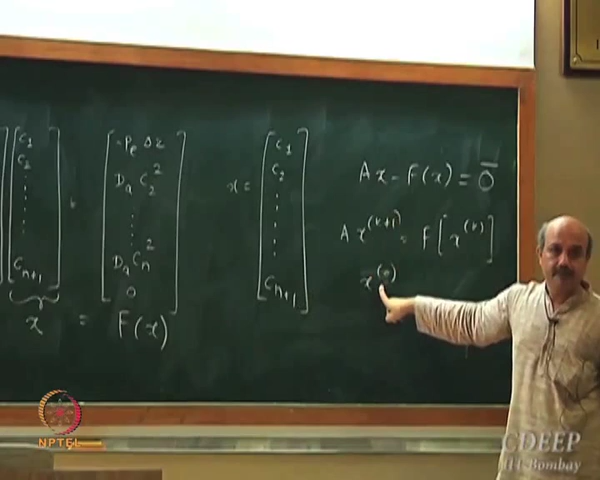 [c₁ c₂ ⋮ cₙ₊₁] x = [-Pₑ Δz Dₐ c₂² ⋮ Dₐ cₙ² 0] F(x)
x = [c₁ c₂ ⋮ cₙ₊₁]
Ax - F(x) = 0̅
A x^(k+1) = F[x^(k)]
x^(0)
NPTEL
CDEEP
IIT Bombay